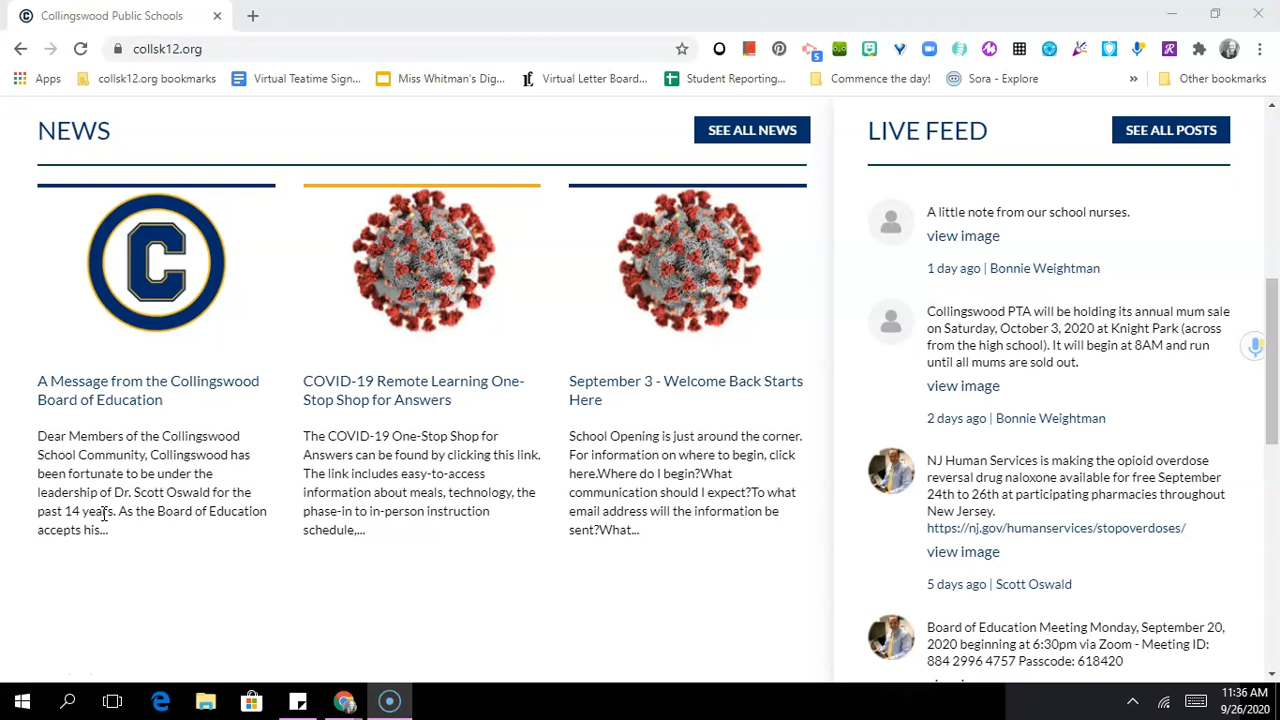 Collingswood Public Schools
collsk12.org
5
Apps
collsk12.org bookmarks
Virtual Teatime Sign...
Miss Whitman's Dig...
Virtual Letter Board...
Student Reporting...
Commence the day!
Sora - Explore
»
Other bookmarks
NEWS
SEE ALL NEWS
C
A Message from the Collingswood
Board of Education
Dear Members of the Collingswood
School Community, Collingswood has
been fortunate to be under the
leadership of Dr. Scott Oswald for the
past 14 years. As the Board of Education
accepts his...
COVID-19 Remote Learning One-
Stop Shop for Answers
The COVID-19 One-Stop Shop for
Answers can be found by clicking this link.
The link includes easy-to-access
information about meals, technology, the
phase-in to in-person instruction
schedule,...
September 3 - Welcome Back Starts
Here
School Opening is just around the corner.
For information on where to begin, click
here.Where do I begin?What
communication should I expect?To what
email address will the information be
sent?What...
LIVE FEED
SEE ALL POSTS
A little note from our school nurses.
view image
1 day ago | Bonnie Weightman
Collingswood PTA will be holding its annual mum sale
on Saturday, October 3, 2020 at Knight Park (across
from the high school). It will begin at 8AM and run
until all mums are sold out.
view image
2 days ago | Bonnie Weightman
NJ Human Services is making the opioid overdose
reversal drug naloxone available for free September
24th to 26th at participating pharmacies throughout
New Jersey.
https://nj.gov/humanservices/stopoverdoses/
view image
5 days ago | Scott Oswald
Board of Education Meeting Monday, September 20,
2020 beginning at 6:30pm via Zoom - Meeting ID:
884 2996 4757 Passcode: 618420
11:36 AM
9/26/2020